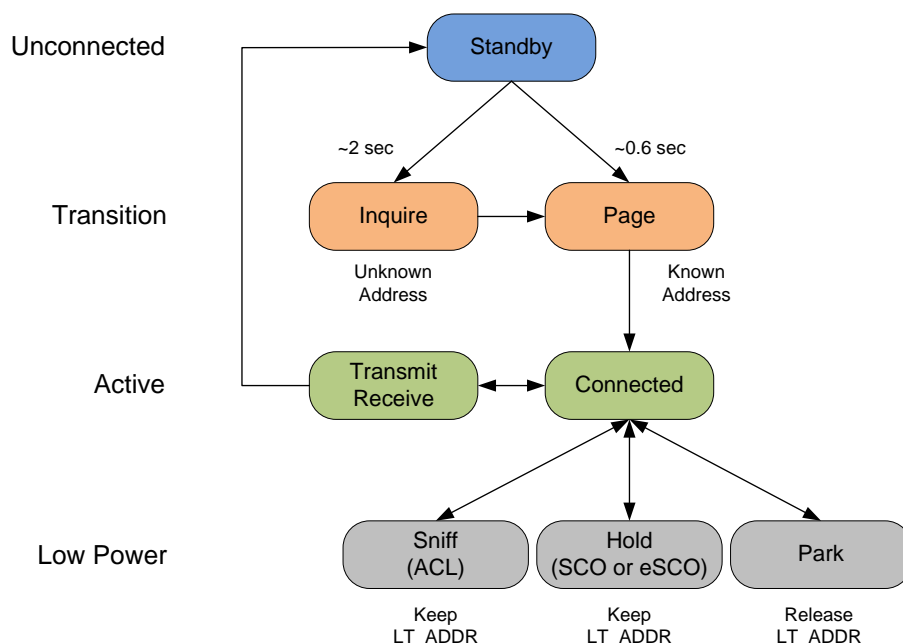 Unconnected
Standby
~2 sec
~0.6 sec
Transition
Inquire
Page
Unknown
Address
Known
Address
Active
Transmit
Receive
Connected
Low Power
Sniff
(ACL)
Hold
(SCO or eSCO)
Park
Keep
LT_ADDR
Keep
LT_ADDR
Release
LT_ADDR